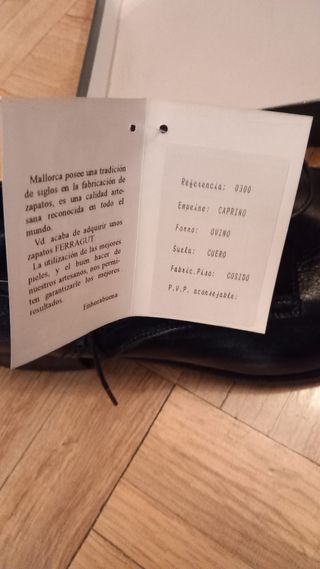 Mallorca posee una tradición
de siglos en la fabricación de
zapatos, es una calidad arte-
sana reconocida en todo el
mundo.
Vd. acaba de adquirir unos
zapatos FERRAGUT.
La utilización de las mejores
pieles, y el buen hacer de
nuestros artesanos, nos permi-
ten garantizarle los mejores
resultados.
Enhorabuena
Referencia: 0300
Empeine: CAPRINO
Forro: OVINO
Suela: CUERO
Fabric.Piso: COSIDO
P.V.P. aconsejable: